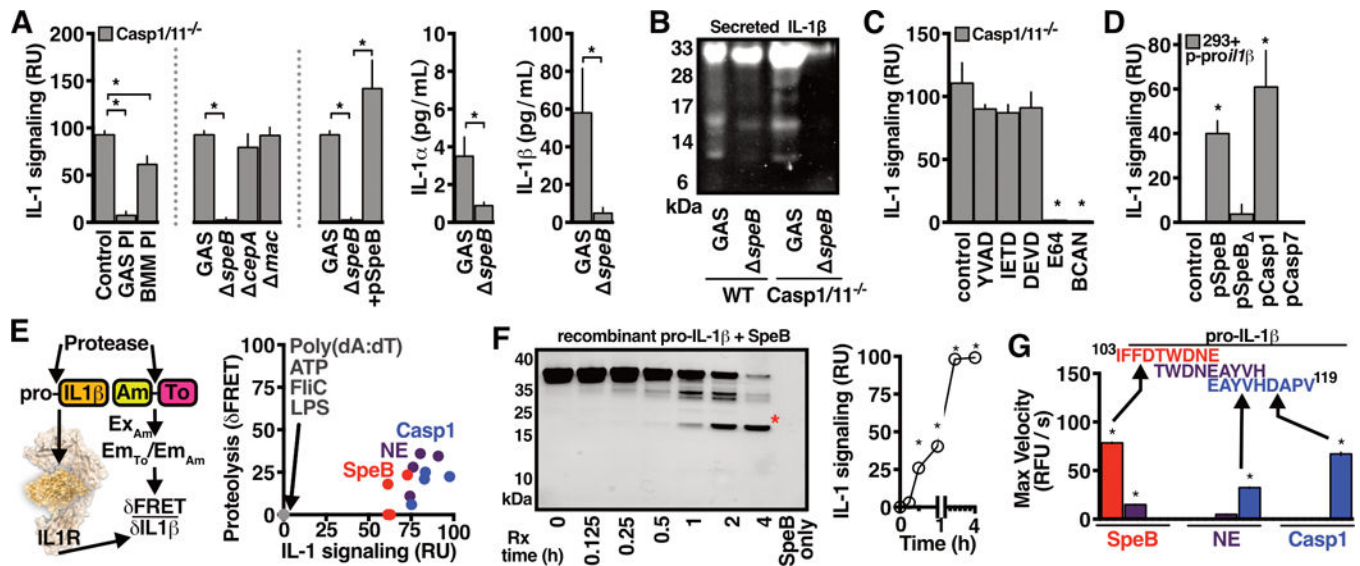 A
Casp1/11-/-
IL-1 signaling (RU)
150
100
50
0
*
*
Control
GAS PI
BMM PI
*
GAS
ΔspeB
ΔcepA
Δmac
*
GAS
ΔspeB
+pSpeB
IL-1α (pg/mL)
6
4
2
0
*
GAS
ΔspeB
IL-1β (pg/mL)
90
60
30
0
*
GAS
ΔspeB
B
Secreted IL-1β
33
28
17
14
6
kDa
GAS
ΔspeB
GAS
ΔspeB
WT
Casp1/11-/-
C
Casp1/11-/-
IL-1 signaling (RU)
150
100
50
0
*
*
control
YVAD
IETD
DEVD
E64
BCAN
D
293+
p-proil1β
IL-1 signaling (RU)
80
60
40
20
0
*
*
control
pSpeB
pSpeBΔ
pCasp1
pCasp7
E
Protease
pro-
IL1β
Am
To
ExAm
EmTo/EmAm
δFRET
δIL1β
IL1R
Proteolysis (δFRET)
100
75
50
25
0
Poly(dA:dT)
ATP
FliC
LPS
Casp1
NE
SpeB
0
25
50
75
100
IL-1 signaling (RU)
F
recombinant pro-IL-1β + SpeB
40
35
25
15
10
kDa
*
Rx
time (h)
0
0.125
0.25
0.5
1
2
4
SpeB
only
IL-1 signaling (RU)
100
75
50
25
0
*
*
*
*
0
1
4
Time (h)
G
pro-IL-1β
103IFFDTWDNE
TWDNEAYVH
EAYVHDAPV119
Max Velocity
(RFU / s)
150
100
50
0
*
*
*
*
SpeB
NE
Casp1